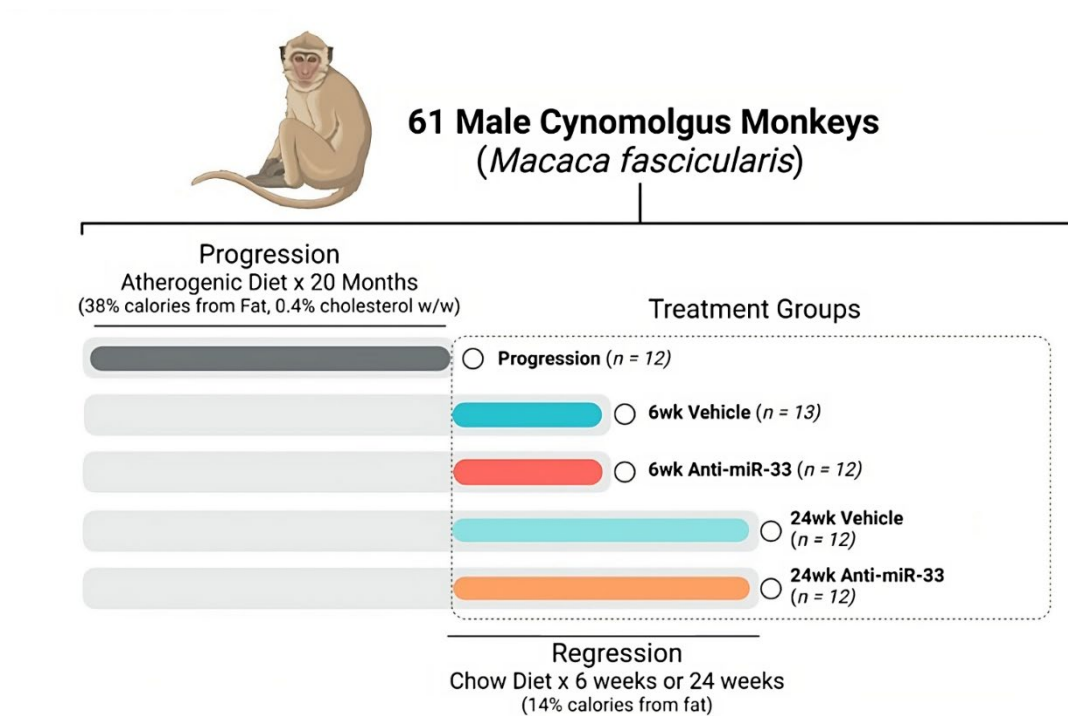 61 Male Cynomolgus Monkeys
(Macaca fascicularis)
Progression
Atherogenic Diet x 20 Months
(38% calories from Fat, 0.4% cholesterol w/w)
Treatment Groups
Progression (n = 12)
6wk Vehicle (n = 13)
6wk Anti-miR-33 (n = 12)
24wk Vehicle
(n = 12)
24wk Anti-miR-33
(n = 12)
Regression
Chow Diet x 6 weeks or 24 weeks
(14% calories from fat)